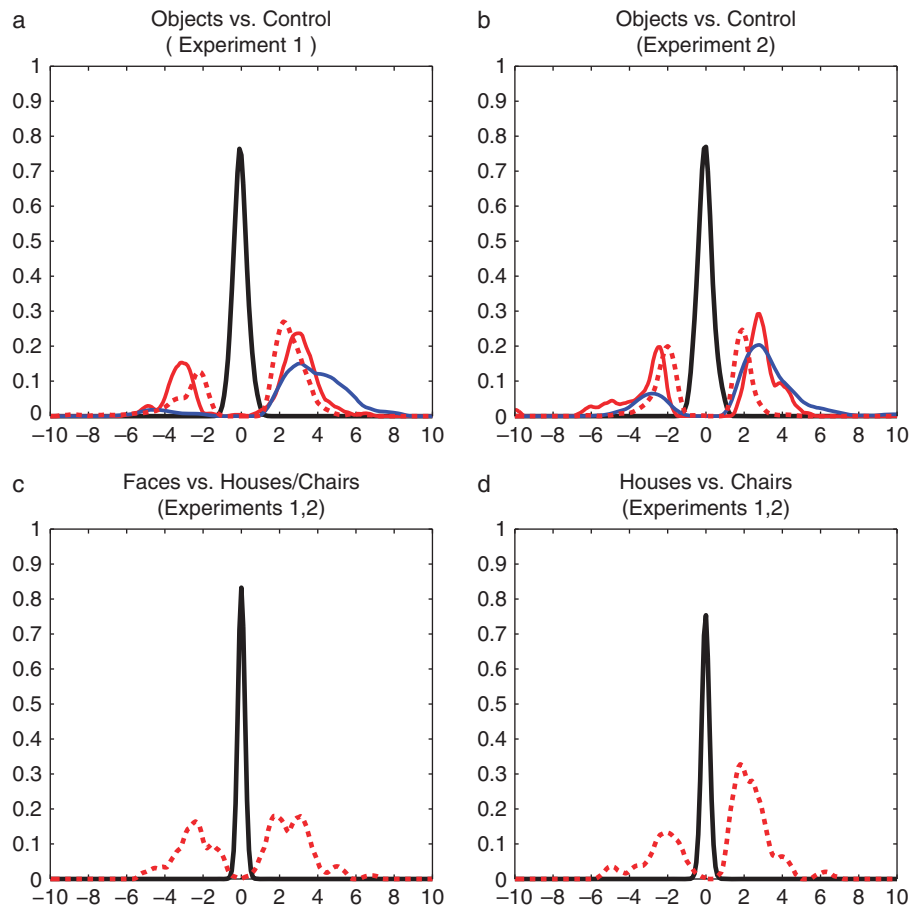 a
Objects vs. Control
( Experiment 1 )
1
0.9
0.8
0.7
0.6
0.5
0.4
0.3
0.2
0.1
0
−10 −8 −6 −4 −2 0 2 4 6 8 10
b
Objects vs. Control
(Experiment 2)
1
0.9
0.8
0.7
0.6
0.5
0.4
0.3
0.2
0.1
0
−10 −8 −6 −4 −2 0 2 4 6 8 10
c
Faces vs. Houses/Chairs
(Experiments 1,2)
1
0.9
0.8
0.7
0.6
0.5
0.4
0.3
0.2
0.1
0
−10 −8 −6 −4 −2 0 2 4 6 8 10
d
Houses vs. Chairs
(Experiments 1,2)
1
0.9
0.8
0.7
0.6
0.5
0.4
0.3
0.2
0.1
0
−10 −8 −6 −4 −2 0 2 4 6 8 10